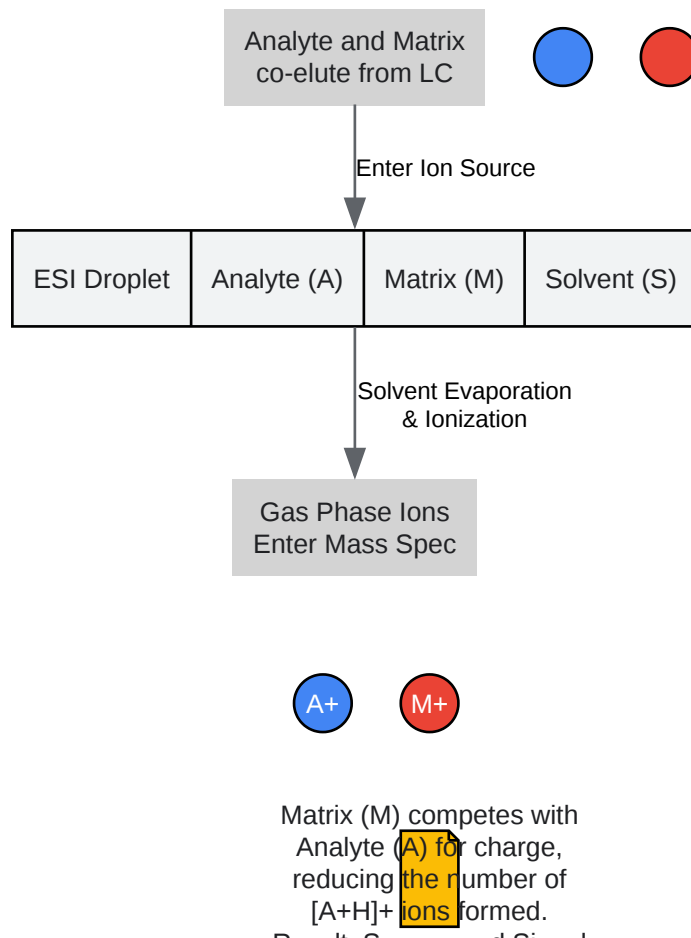 Analyte and Matrix
co-elute from LC
Enter Ion Source
ESI Droplet
Analyte (A)
Matrix (M)
Solvent (S)
Solvent Evaporation
& Ionization
Gas Phase Ions
Enter Mass Spec
A+
M+
Matrix (M) competes with
Analyte (A) for charge,
reducing the number of
[A+H]+ ions formed.